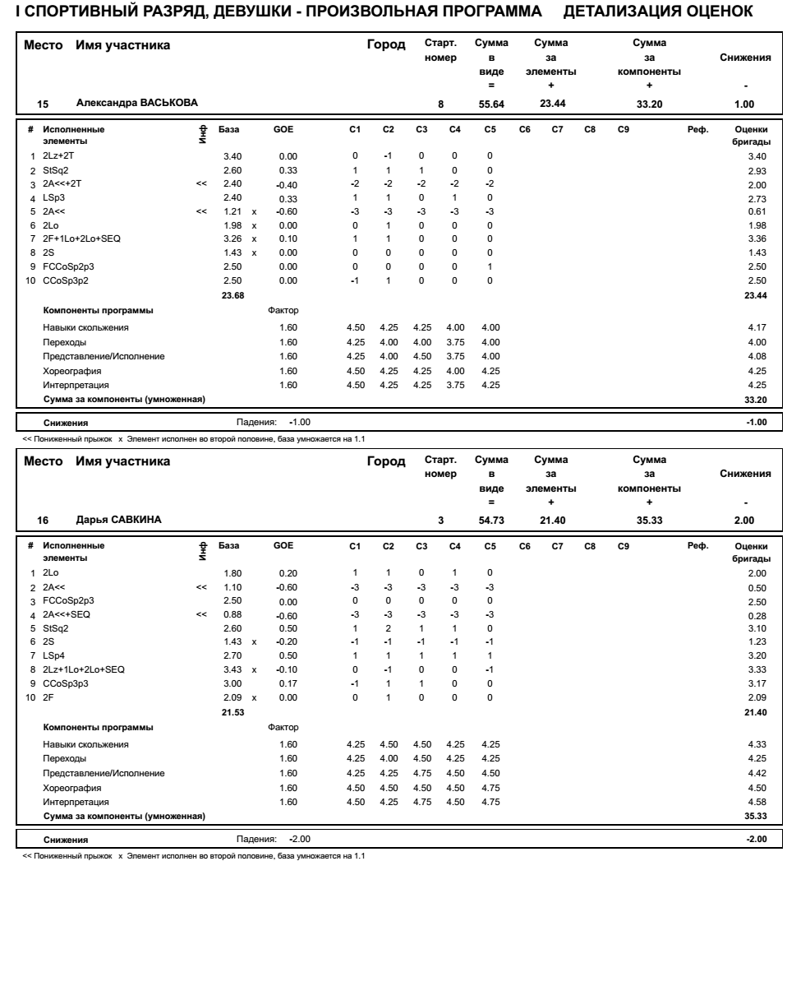 I СПОРТИВНЫЙ РАЗРЯД, ДЕВУШКИ - ПРОИЗВОЛЬНАЯ ПРОГРАММА ДЕТАЛИЗАЦИЯ ОЦЕНОК
Место Имя участника Город Старт. Сумма Сумма Сумма
номер в за за Снижения
виде элементы компоненты
= + + -
15 Александра ВАСЬКОВА 8 55.64 23.44 33.20 1.00
# Исполненные Инф База GOE C1 C2 C3 C4 C5 C6 C7 C8 C9 Реф. Оценки
элементы бригады
1 2Lz+2T 3.40 0.00 0 -1 0 0 0 3.40
2 StSq2 2.60 0.33 1 1 1 0 0 2.93
3 2A<<+2T << 2.40 -0.40 -2 -2 -2 -2 -2 2.00
4 LSp3 2.40 0.33 1 1 0 1 0 2.73
5 2A<< << 1.21 x -0.60 -3 -3 -3 -3 -3 0.61
6 2Lo 1.98 x 0.00 0 1 0 0 0 1.98
7 2F+1Lo+2Lo+SEQ 3.26 x 0.10 1 1 0 0 0 3.36
8 2S 1.43 x 0.00 0 0 0 0 0 1.43
9 FCCoSp2p3 2.50 0.00 0 0 0 0 1 2.50
10 CCoSp3p2 2.50 0.00 -1 1 0 0 0 2.50
23.68 23.44
Компоненты программы Фактор
Навыки скольжения 1.60 4.50 4.25 4.25 4.00 4.00 4.17
Переходы 1.60 4.25 4.00 4.00 3.75 4.00 4.00
Представление/Исполнение 1.60 4.25 4.00 4.50 3.75 4.00 4.08
Хореография 1.60 4.50 4.25 4.25 4.00 4.25 4.25
Интерпретация 1.60 4.50 4.25 4.25 3.75 4.25 4.25
Сумма за компоненты (умноженная) 33.20
Снижения Падения: -1.00 -1.00
<< Пониженный прыжок x Элемент исполнен во второй половине, база умножается на 1.1
Место Имя участника Город Старт. Сумма Сумма Сумма
номер в за за Снижения
виде элементы компоненты
= + + -
16 Дарья САВКИНА 3 54.73 21.40 35.33 2.00
# Исполненные Инф База GOE C1 C2 C3 C4 C5 C6 C7 C8 C9 Реф. Оценки
элементы бригады
1 2Lo 1.80 0.20 1 1 0 1 0 2.00
2 2A<< << 1.10 -0.60 -3 -3 -3 -3 -3 0.50
3 FCCoSp2p3 2.50 0.00 0 0 0 0 0 2.50
4 2A<<+SEQ << 0.88 -0.60 -3 -3 -3 -3 -3 0.28
5 StSq2 2.60 0.50 1 2 1 1 0 3.10
6 2S 1.43 x -0.20 -1 -1 -1 -1 -1 1.23
7 LSp4 2.70 0.50 1 1 1 1 1 3.20
8 2Lz+1Lo+2Lo+SEQ 3.43 x -0.10 0 -1 0 0 -1 3.33
9 CCoSp3p3 3.00 0.17 -1 1 1 0 0 3.17
10 2F 2.09 x 0.00 0 1 0 0 0 2.09
21.53 21.40
Компоненты программы Фактор
Навыки скольжения 1.60 4.25 4.50 4.50 4.25 4.25 4.33
Переходы 1.60 4.25 4.00 4.50 4.25 4.25 4.25
Представление/Исполнение 1.60 4.25 4.25 4.75 4.50 4.50 4.42
Хореография 1.60 4.50 4.50 4.50 4.50 4.75 4.50
Интерпретация 1.60 4.50 4.25 4.75 4.50 4.75 4.58
Сумма за компоненты (умноженная) 35.33
Снижения Падения: -2.00 -2.00
<< Пониженный прыжок x Элемент исполнен во второй половине, база умножается на 1.1